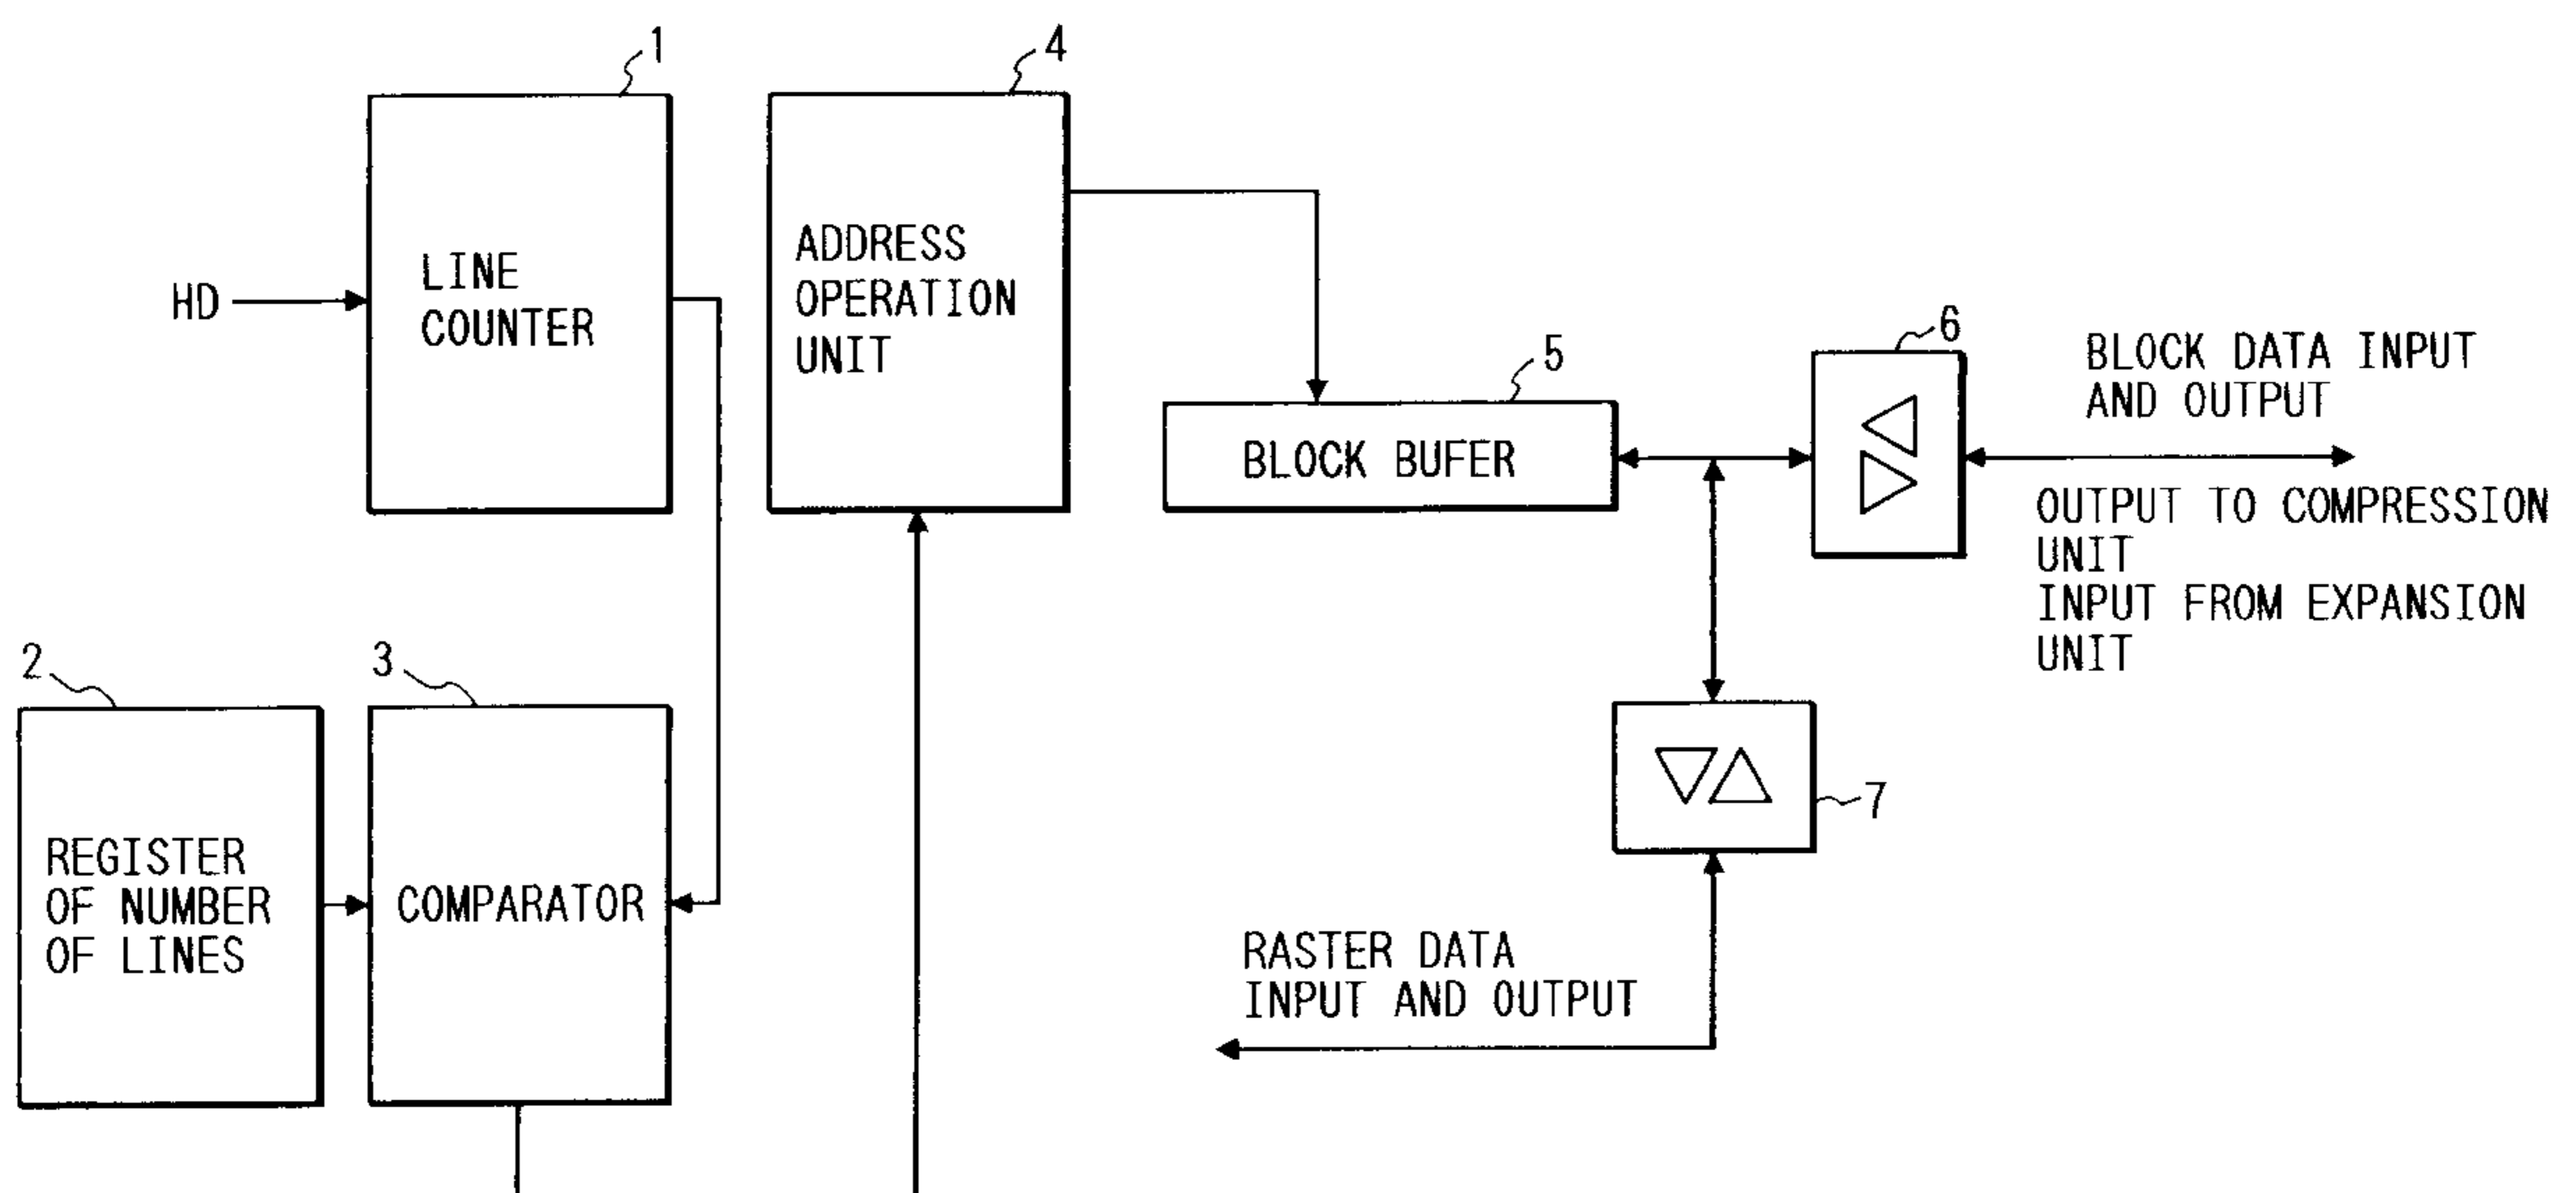 1
4
HD
LINE
COUNTER
ADDRESS
OPERATION
UNIT
5
BLOCK BUFER
6
BLOCK DATA INPUT
AND OUTPUT
OUTPUT TO COMPRESSION
UNIT
INPUT FROM EXPANSION
UNIT
2
REGISTER
OF NUMBER
OF LINES
3
COMPARATOR
7
RASTER DATA
INPUT AND OUTPUT